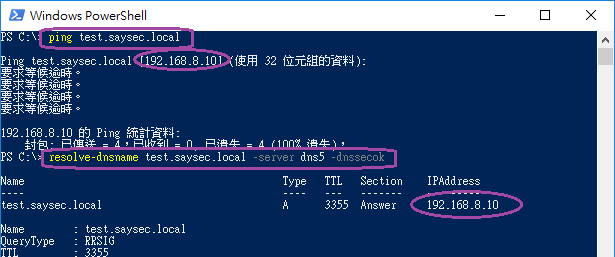 Windows PowerShell
PS C:\> ping test.saysec.local
Ping test.saysec.local [192.168.8.10] (使用 32 位元組的資料):
要求等候逾時。
要求等候逾時。
要求等候逾時。
要求等候逾時。
192.168.8.10 的 Ping 統計資料:
封包: 已傳送 = 4，已收到 = 0, 已遺失 = 4 (100% 遺失)，
PS C:\> resolve-dnsname test.saysec.local -server dns5 -dnssecok
Name Type TTL Section IPAddress
---- ---- --- ------- ---------
test.saysec.local A 3355 Answer 192.168.8.10
Name : test.saysec.local
QueryType : RRSIG
TTL : 3355